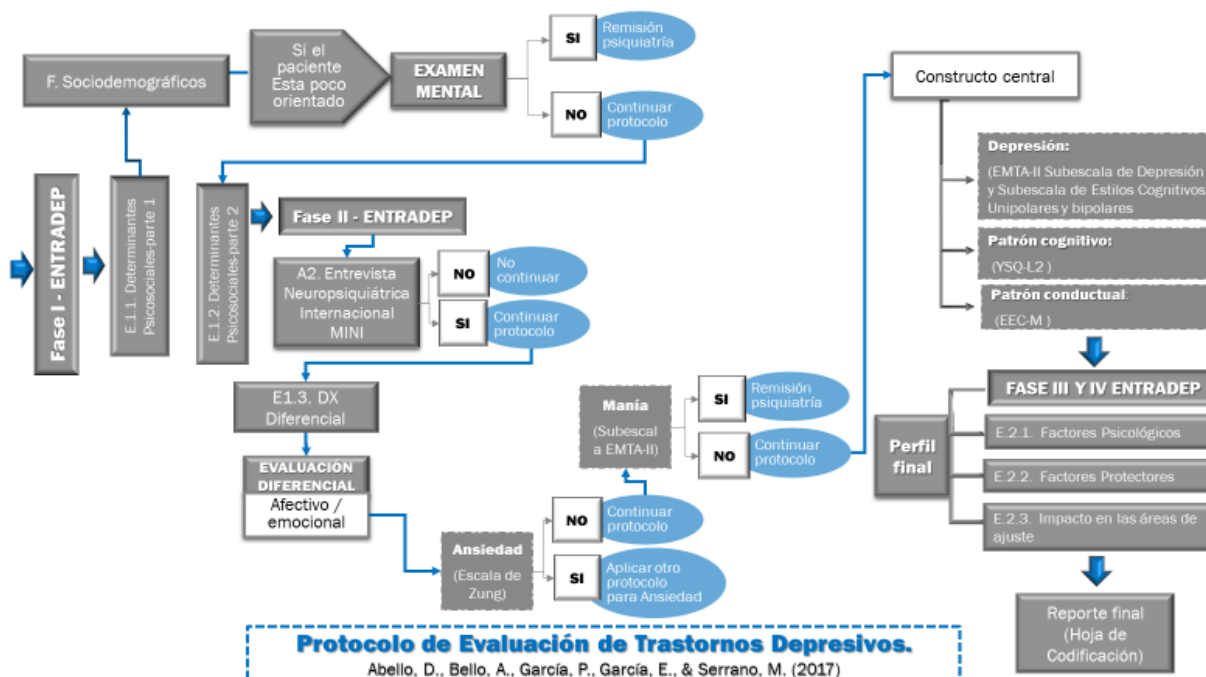 F. Sociodemográficos
Si el
paciente
Esta poco
orientado
EXAMEN
MENTAL
SI
Remisión
psiquiatría
NO
Continuar
protocolo
Fase I - ENTRADEP
E.1.1. Determinantes
Psicosociales-parte 1
E.1.2. Determinantes
Psicosociales-parte 2
Fase II - ENTRADEP
A2. Entrevista
Neuropsiquiátrica
Internacional
MINI
NO
No
continuar
SI
Continuar
protocolo
E1.3. DX
Diferencial
EVALUACIÓN
DIFERENCIAL
Afectivo /
emocional
Ansiedad
(Escala de
Zung)
NO
Continuar
protocolo
SI
Aplicar otro
protocolo
para Ansiedad
Manía
(Subescal
a EMTA-II)
SI
Remisión
psiquiatría
NO
Continuar
protocolo
Constructo central
Depresión:
(EMTA-II Subescala de Depresión
y Subescala de Estilos Cognitivos
Unipolares y bipolares
Patrón cognitivo:
(YSQ-L2 )
Patrón conductual:
(EEC-M )
FASE III Y IV ENTRADEP
Perfil
final
E.2.1. Factores Psicológicos
E.2.2. Factores Protectores
E.2.3. Impacto en las áreas de
ajuste
Reporte final
(Hoja de
Codificación)
Protocolo de Evaluación de Trastornos Depresivos.
Abello, D., Bello, A., García, P., García, E., & Serrano, M. (2017)